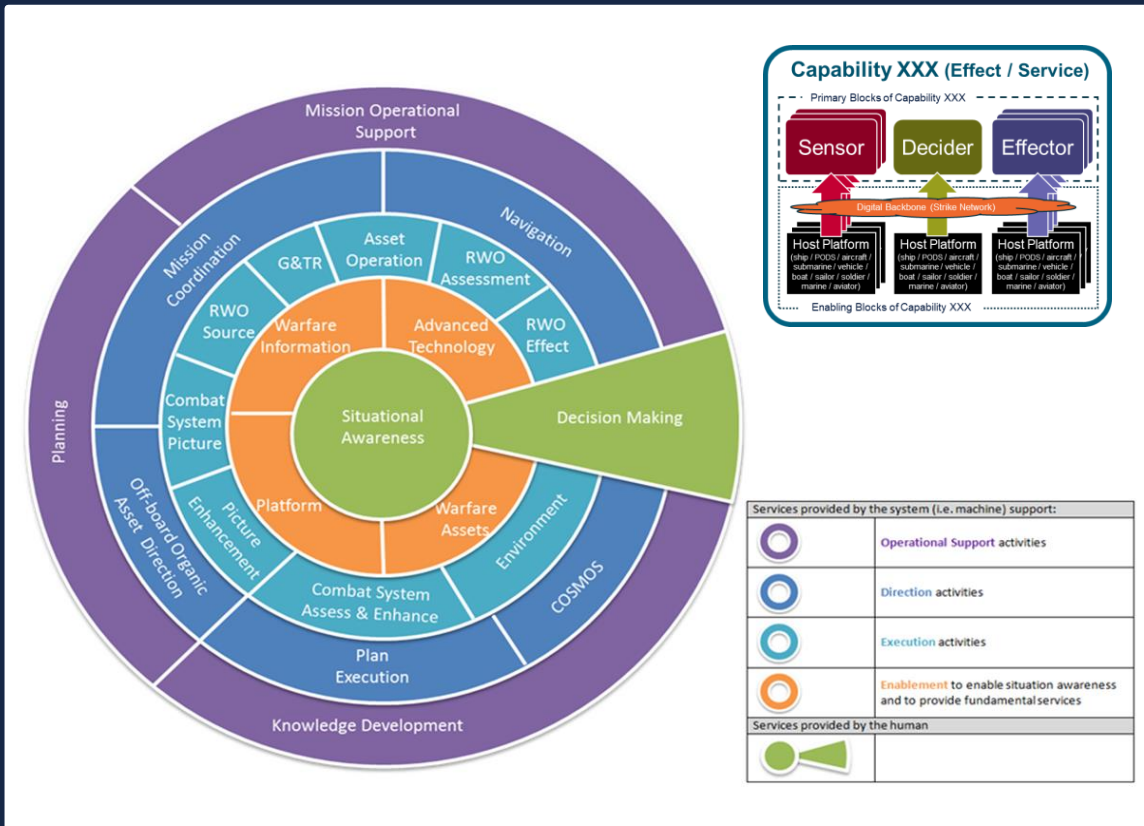 Capability XXX (Effect / Service)
Primary Blocks of Capability XXX
Sensor
Decider
Effector
Digital Backbone (Strike Network)
Host Platform
(ship / PODS / aircraft /
submarine / vehicle /
boat / sailor / soldier /
marine / aviator)
Host Platform
(ship / PODS / aircraft /
submarine / vehicle /
boat / sailor / soldier /
marine / aviator)
Host Platform
(ship / PODS / aircraft /
submarine / vehicle /
boat / sailor / soldier /
marine / aviator)
Enabling Blocks of Capability XXX
Mission Operational
Support
Planning
Knowledge Development
Mission
Coordination
Navigation
Off-board Organic
Asset Direction
Plan
Execution
COSMOS
RWO
Source
G&TR
Asset
Operation
RWO
Assessment
RWO
Effect
Combat
System
Picture
Picture
Enhancement
Combat System
Assess & Enhance
Environment
Warfare
Information
Advanced
Technology
Platform
Warfare
Assets
Situational
Awareness
Decision Making
Services provided by the system (i.e. machine) support:
Operational Support activities
Direction activities
Execution activities
Enablement to enable situation awareness
and to provide fundamental services
Services provided by the human